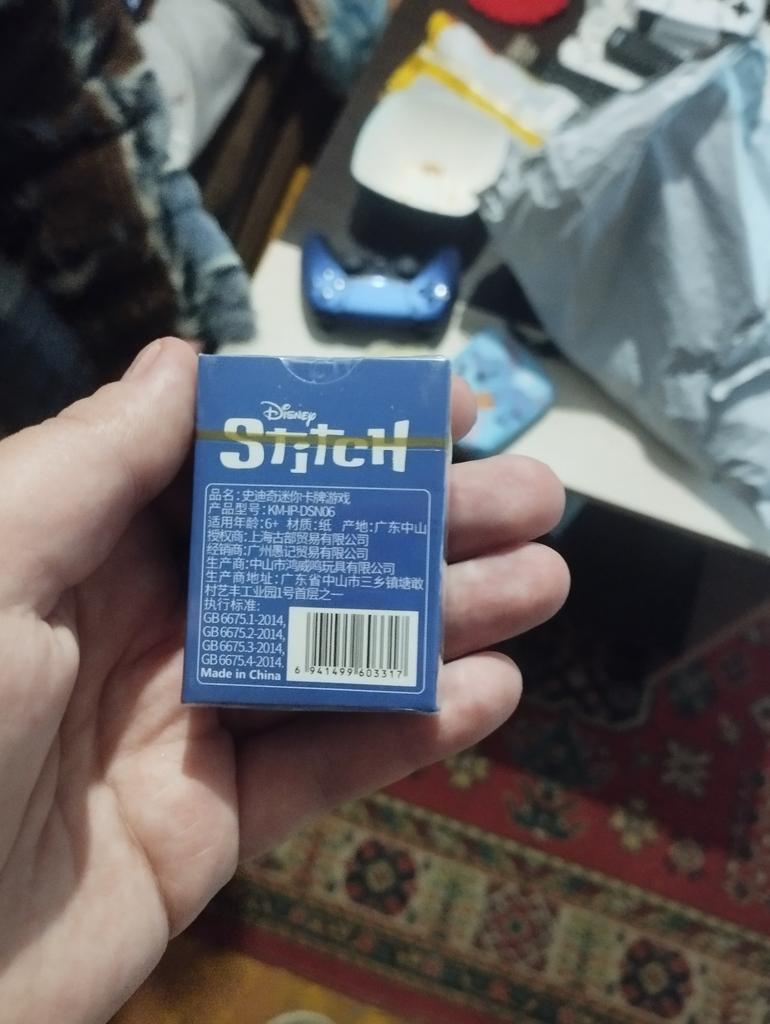 Disney
Stitch
品名:史迪奇迷你卡牌游戏
产品型号:KM-IP-DSN06
适用年龄:6+ 材质:纸 产地:广东中山
授权商:上海古部贸易有限公司
经销商:广州愚记贸易有限公司
生产商:中山市鸿威鸣玩具有限公司
生产商地址:广东省中山市三乡镇塘敢
村艺丰工业园1号首层之一
执行标准:
GB 6675.1-2014,
GB 6675.2-2014,
GB 6675.3-2014,
GB 6675.4-2014.
Made in China
6 941499 603317